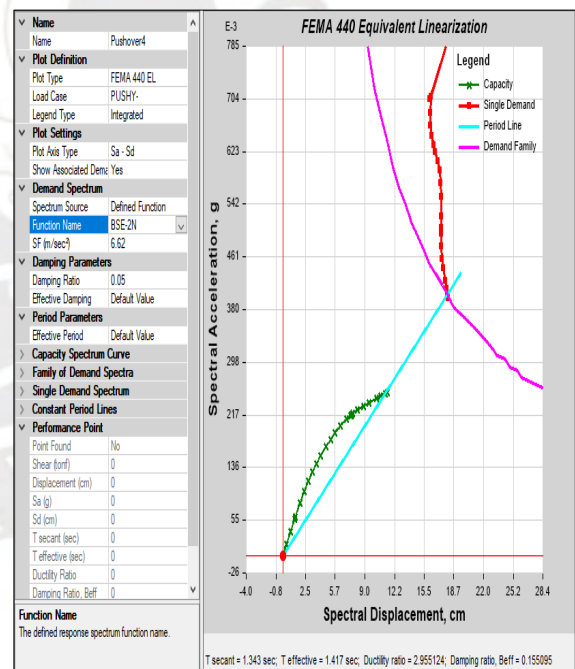 Name
Name Pushover4
Plot Definition
Plot Type FEMA 440 EL
Load Case PUSHY-
Legend Type Integrated
Plot Settings
Plot Axis Type Sa - Sd
Show Associated Dema Yes
Demand Spectrum
Spectrum Source Defined Function
Function Name BSE-2N
SF (m/sec²) 6.62
Damping Parameters
Damping Ratio 0.05
Effective Damping Default Value
Period Parameters
Effective Period Default Value
Capacity Spectrum Curve
Family of Demand Spectra
Single Demand Spectrum
Constant Period Lines
Performance Point
Point Found No
Shear (tonf) 0
Displacement (cm) 0
Sa (g) 0
Sd (cm) 0
T secant (sec) 0
T effective (sec) 0
Ductility Ratio 0
Damping Ratio, Beff 0
Function Name
The defined response spectrum function name.
E-3 FEMA 440 Equivalent Linearization
785
704
623
542
461
380
298
217
136
55
-26
Spectral Acceleration, g
Legend
Capacity
Single Demand
Period Line
Demand Family
-4.0 -0.8 2.5 5.7 9.0 12.2 15.5 18.7 22.0 25.2 28.4
Spectral Displacement, cm
T secant = 1.343 sec; T effective = 1.417 sec; Ductility ratio = 2.955124; Damping ratio, Beff = 0.155095